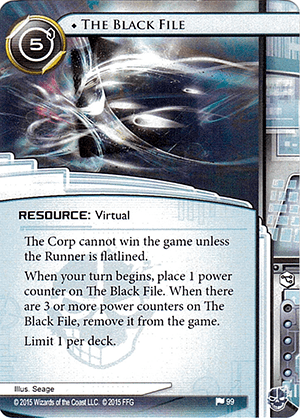 5
♦ THE BLACK FILE
RESOURCE: Virtual
The Corp cannot win the game unless
the Runner is flatlined.
When your turn begins, place 1 power
counter on The Black File. When there
are 3 or more power counters on The
Black File, remove it from the game.
Limit 1 per deck.
Illus. Seage
© 2015 Wizards of the Coast LLC. © 2015 FFG
99